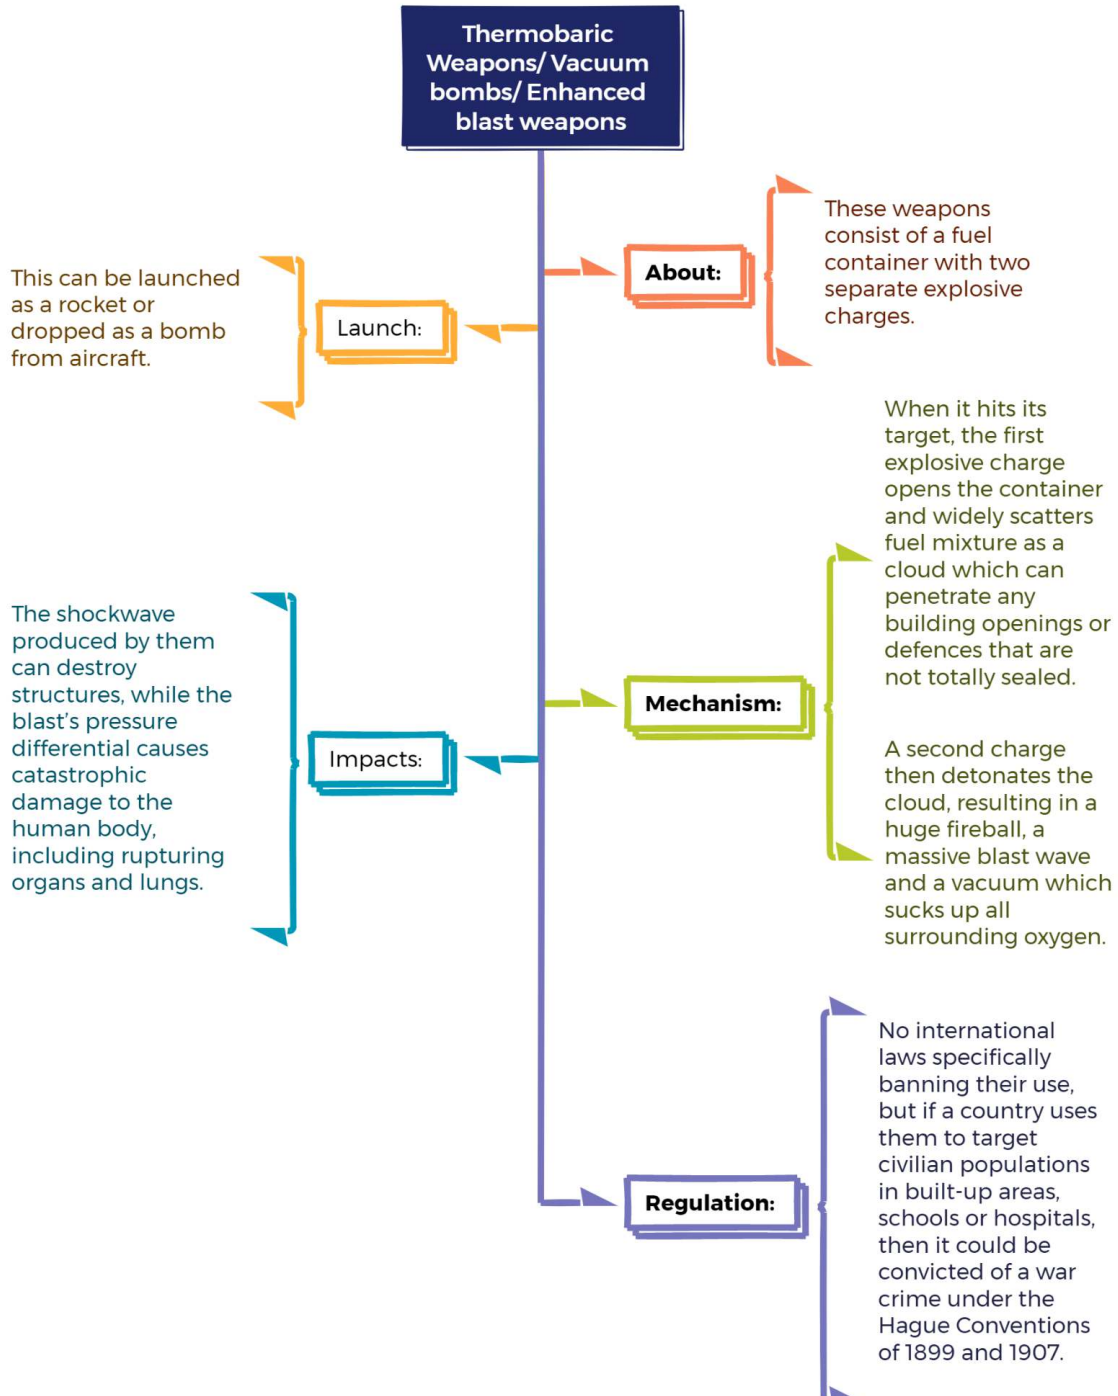 Thermobaric
Weapons/ Vacuum
bombs/ Enhanced
blast weapons
About:
These weapons
consist of a fuel
container with two
separate explosive
charges.
Launch:
This can be launched
as a rocket or
dropped as a bomb
from aircraft.
Mechanism:
When it hits its
target, the first
explosive charge
opens the container
and widely scatters
fuel mixture as a
cloud which can
penetrate any
building openings or
defences that are
not totally sealed.
A second charge
then detonates the
cloud, resulting in a
huge fireball, a
massive blast wave
and a vacuum which
sucks up all
surrounding oxygen.
Impacts:
The shockwave
produced by them
can destroy
structures, while the
blast’s pressure
differential causes
catastrophic
damage to the
human body,
including rupturing
organs and lungs.
Regulation:
No international
laws specifically
banning their use,
but if a country uses
them to target
civilian populations
in built-up areas,
schools or hospitals,
then it could be
convicted of a war
crime under the
Hague Conventions
of 1899 and 1907.